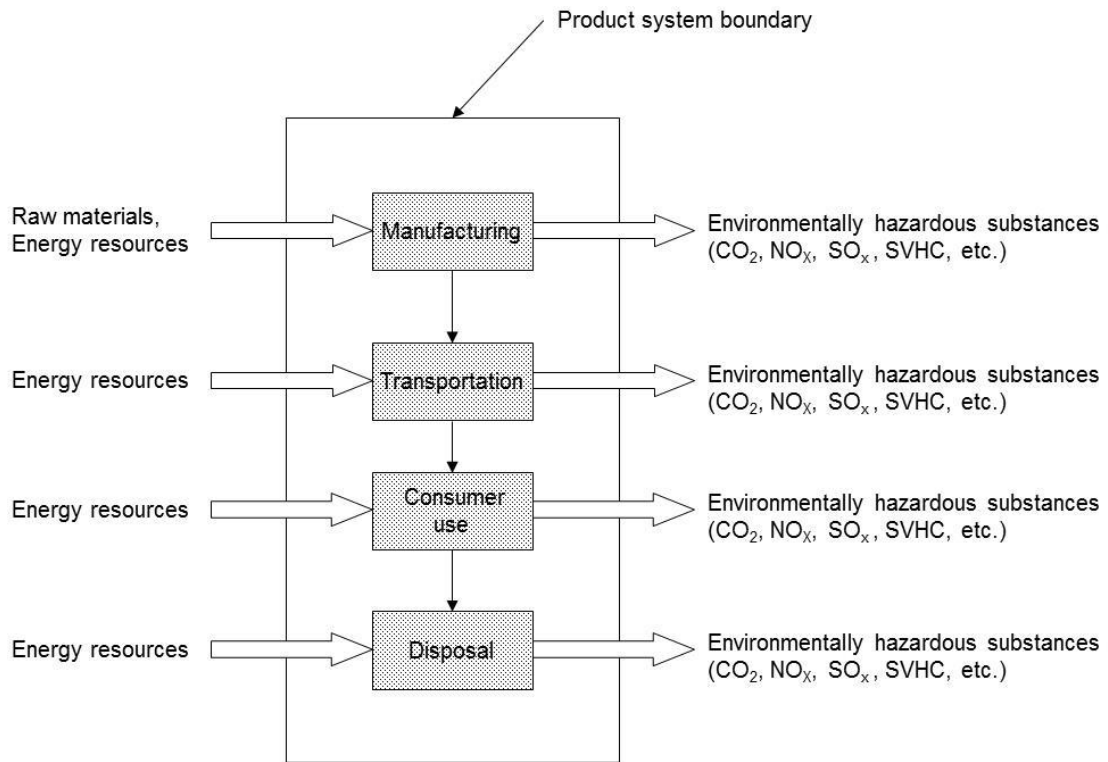 Product system boundary
Raw materials,
Energy resources
Manufacturing
Environmentally hazardous substances
(CO₂, NOₓ, SOₓ, SVHC, etc.)
Energy resources
Transportation
Environmentally hazardous substances
(CO₂, NOₓ, SOₓ, SVHC, etc.)
Energy resources
Consumer
use
Environmentally hazardous substances
(CO₂, NOₓ, SOₓ, SVHC, etc.)
Energy resources
Disposal
Environmentally hazardous substances
(CO₂, NOₓ, SOₓ, SVHC, etc.)